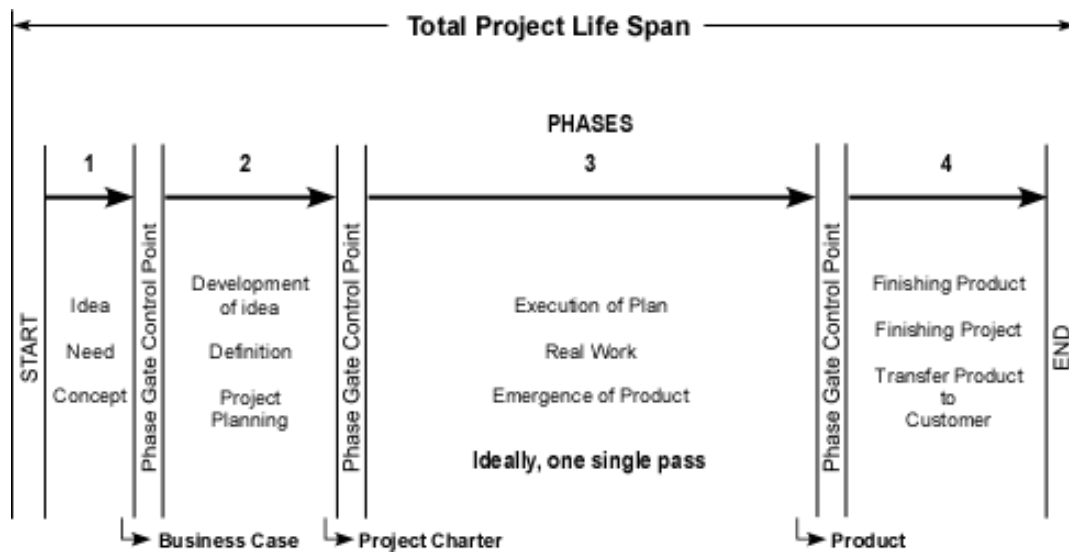 Total Project Life Span
PHASES
1
2
3
4
START
Idea
Need
Concept
Phase Gate Control Point
Development
of idea
Definition
Project
Planning
Phase Gate Control Point
Execution of Plan
Real Work
Emergence of Product
Ideally, one single pass
Phase Gate Control Point
Finishing Product
Finishing Project
Transfer Product
to
Customer
END
Business Case
Project Charter
Product